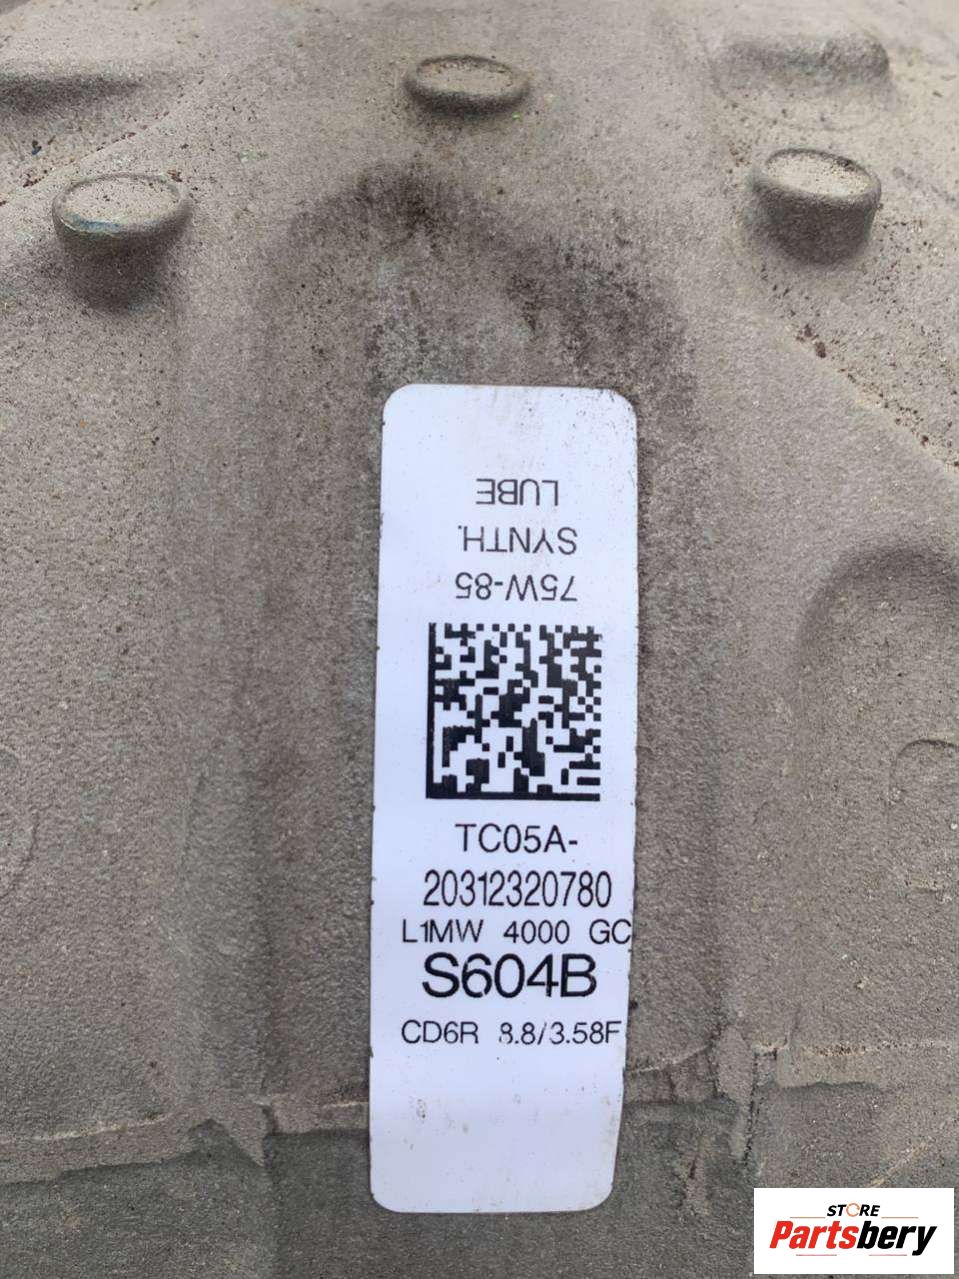 LUBE
SYNTH.
75W-85
TC05A-
20312320780
L1MW 4000 GC
S604B
CD6R 8.8/3.58F
STORE
Partsbery